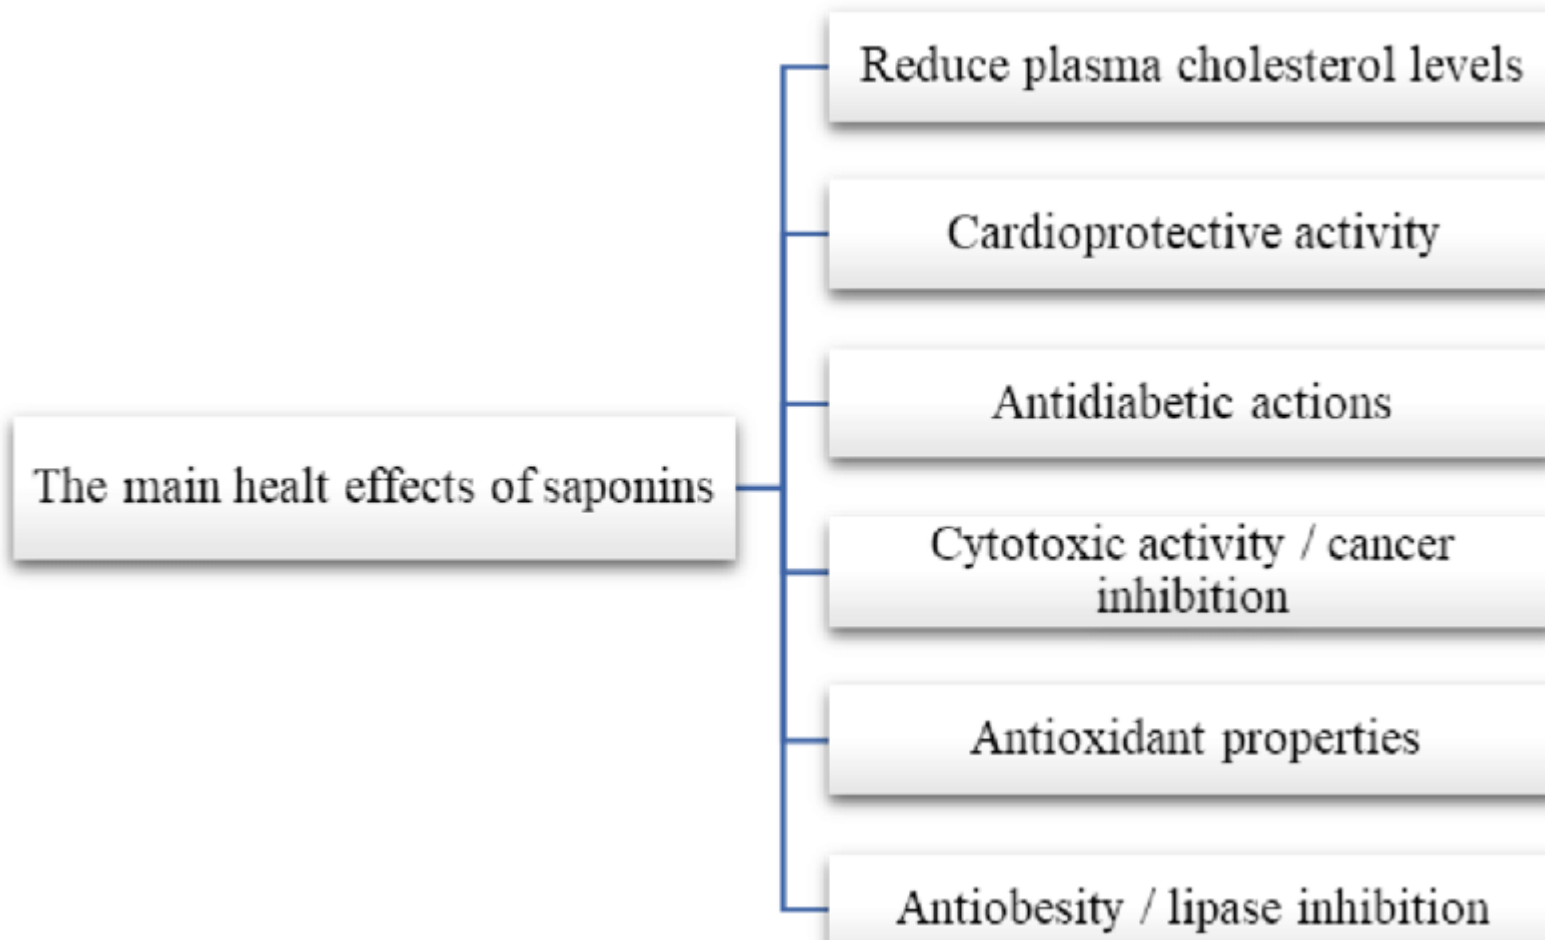 Reduce plasma cholesterol levels
Cardioprotective activity
Antidiabetic actions
The main healt effects of saponins
Cytotoxic activity / cancer
inhibition
Antioxidant properties
Antiobesity / lipase inhibition